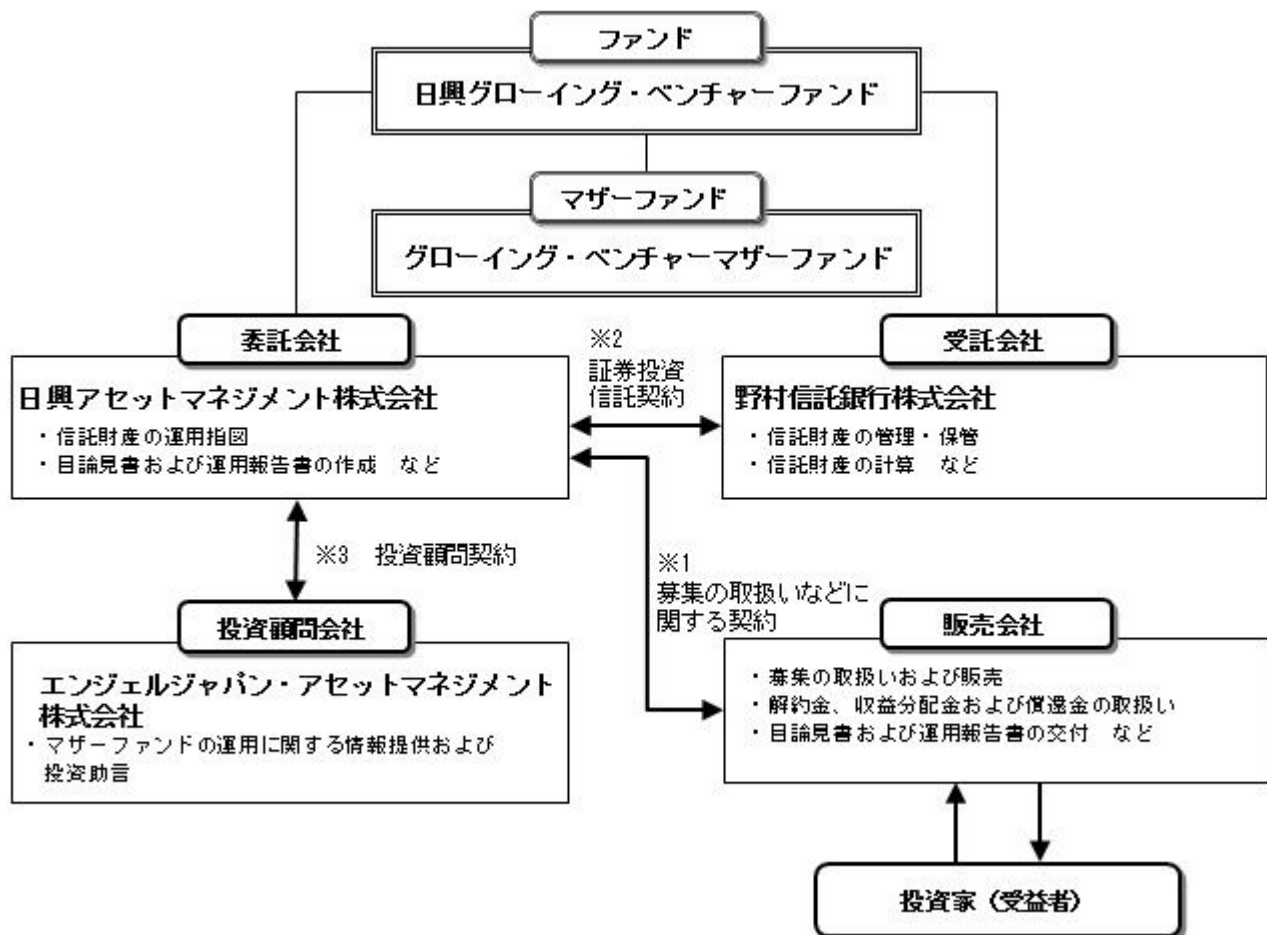 ファンド
日興グローイング・ベンチャーファンド
マザーファンド
グローイング・ベンチャーマザーファンド
委託会社
日興アセットマネジメント株式会社
・信託財産の運用指図
・目論見書および運用報告書の作成 など
※2
証券投資
信託契約
受託会社
野村信託銀行株式会社
・信託財産の管理・保管
・信託財産の計算 など
※3 投資顧問契約
※1
募集の取扱いなどに
関する契約
投資顧問会社
エンジェルジャパン・アセットマネジメント
株式会社
・マザーファンドの運用に関する情報提供および
投資助言
販売会社
・募集の取扱いおよび販売
・解約金、収益分配金および償還金の取扱い
・目論見書および運用報告書の交付 など
投資家（受益者）